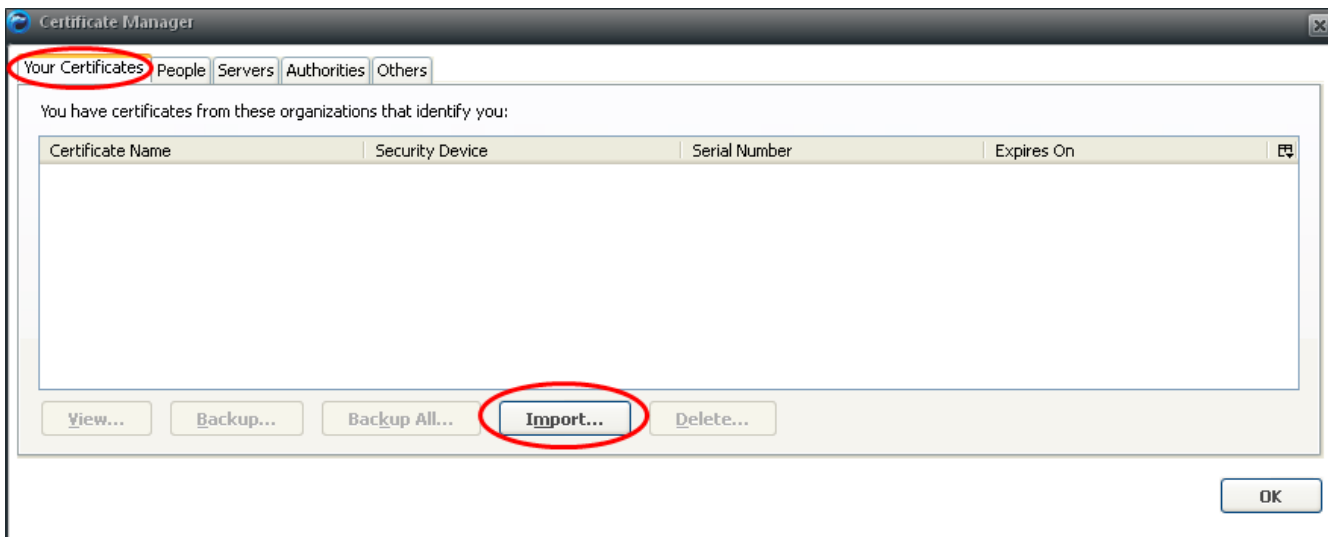 Certificate Manager
Your Certificates People Servers Authorities Others
You have certificates from these organizations that identify you:
Certificate Name Security Device Serial Number Expires On
View... Backup... Backup All... Import... Delete...
OK